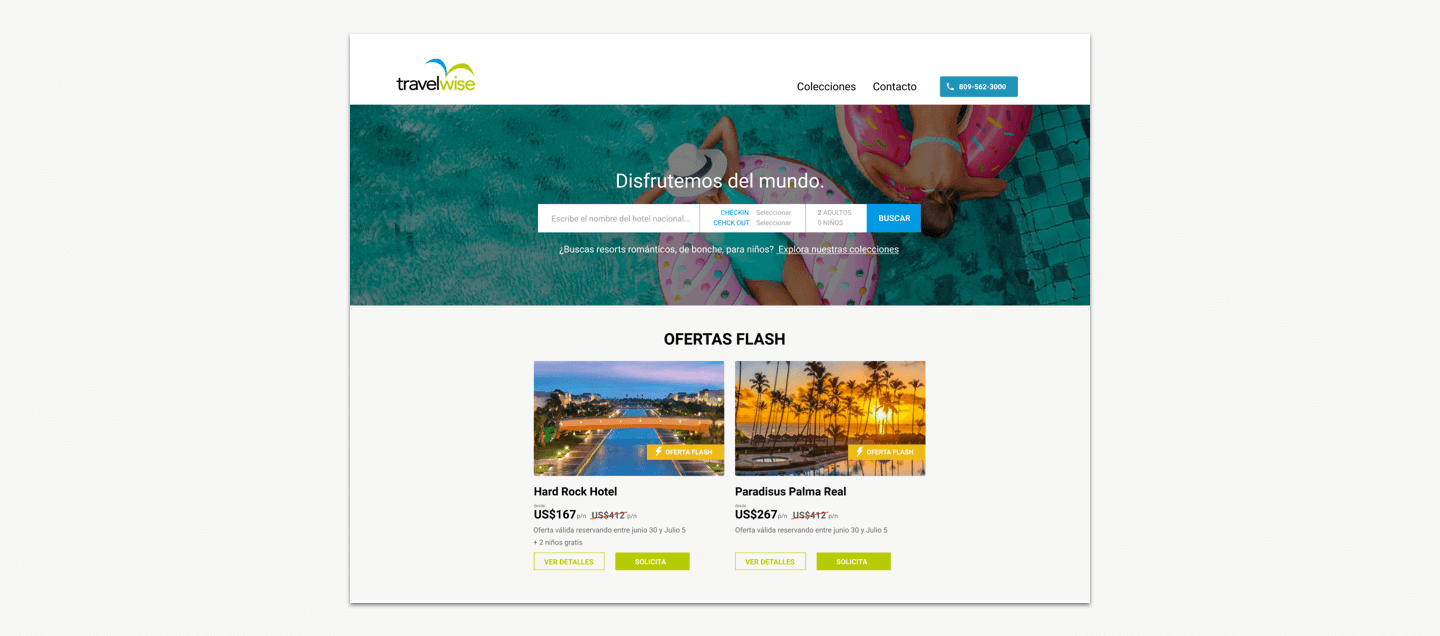 travelwise
Colecciones Contacto 809-562-3000
Disfrutemos del mundo.
Escribe el nombre del hotel nacional... CHECKIN Seleccionar 2 ADULTOS BUSCAR
CEHCK OUT Seleccionar 0 NIÑOS
¿Buscas resorts románticos, de bonche, para niños? Explora nuestras colecciones
OFERTAS FLASH
OFERTA FLASH
OFERTA FLASH
Hard Rock Hotel
desde
US$167 p/n US$412 p/n
Oferta válida reservando entre junio 30 y Julio 5
+ 2 niños gratis
VER DETALLES SOLICITA
Paradisus Palma Real
desde
US$267 p/n US$412 p/n
Oferta válida reservando entre junio 30 y Julio 5
VER DETALLES SOLICITA